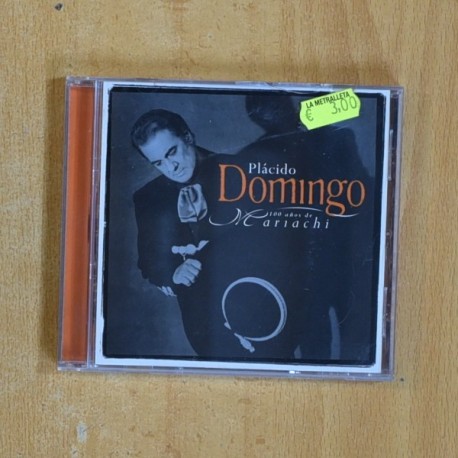 LA METRALLETA
€ 3,00
Plácido
Domingo
100 años de
Mariachi